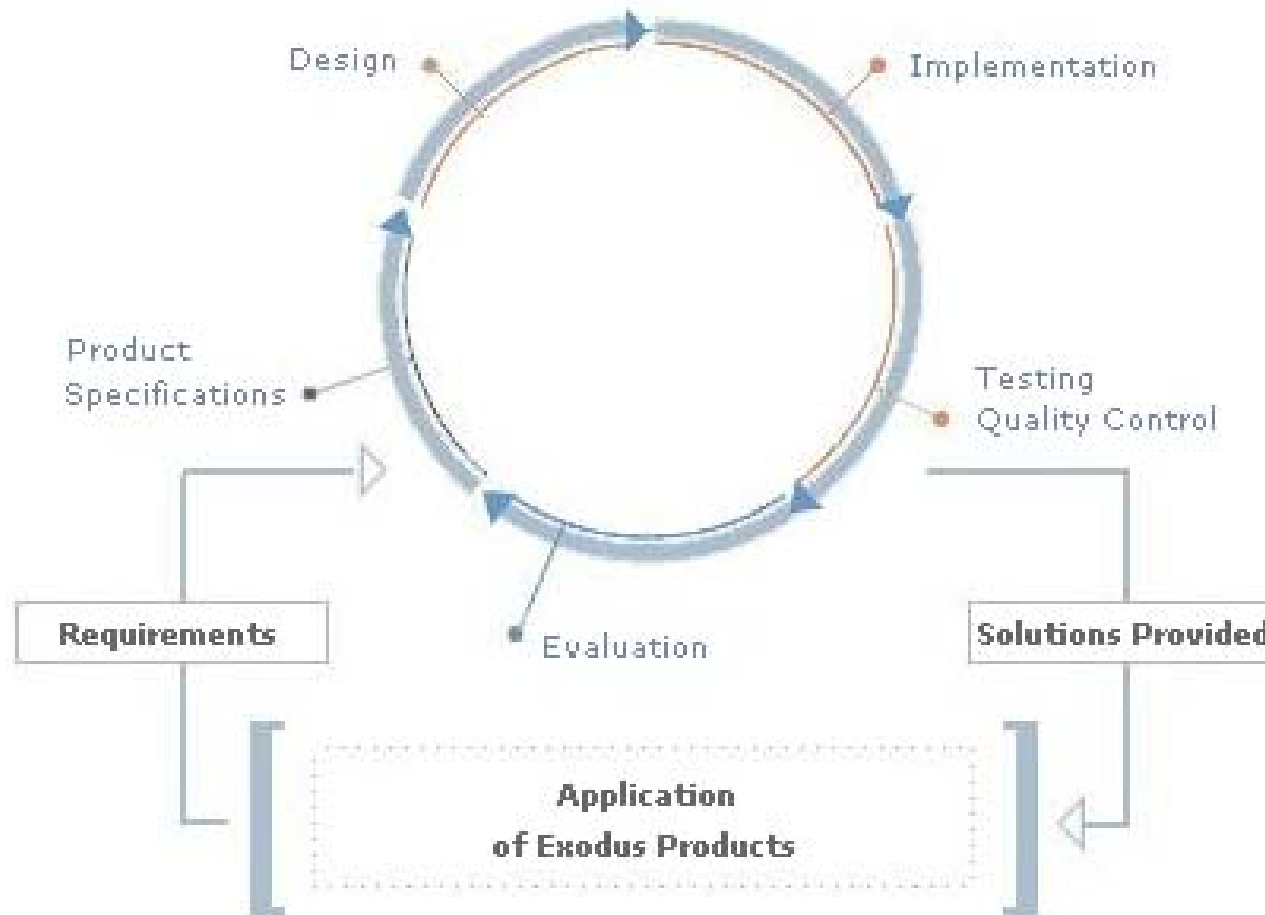 Design
Implementation
Product
Specifications
Testing
Quality Control
Evaluation
Requirements
Solutions Provided
Application
of Exodus Products